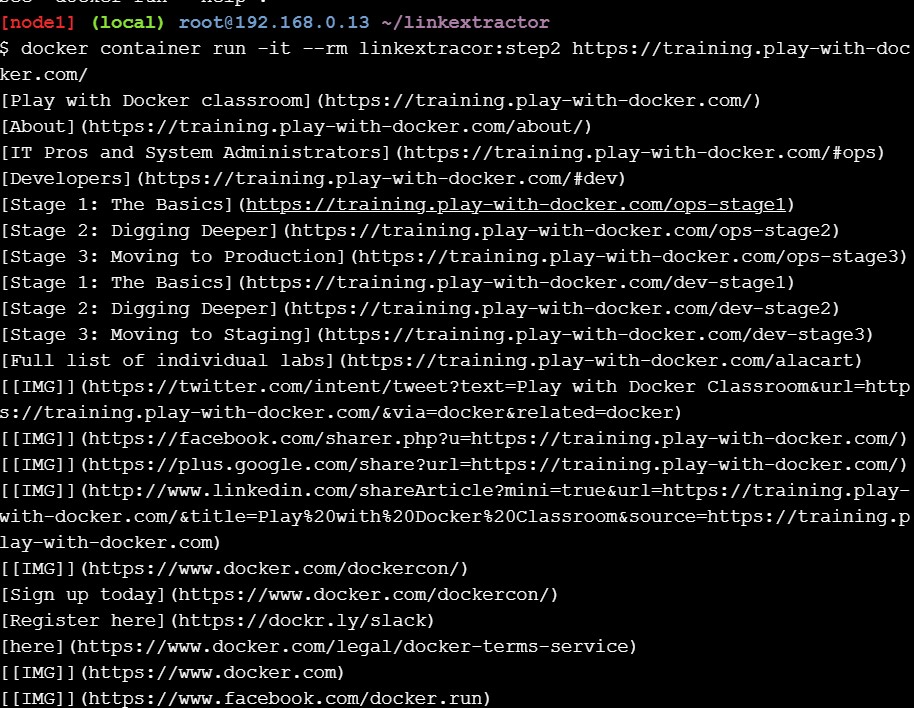 [node1] (local) root@192.168.0.13 ~/linkextractor
$ docker container run -it --rm linkextracor:step2 https://training.play-with-doc
ker.com/
[Play with Docker classroom](https://training.play-with-docker.com/)
[About](https://training.play-with-docker.com/about/)
[IT Pros and System Administrators](https://training.play-with-docker.com/#ops)
[Developers](https://training.play-with-docker.com/#dev)
[Stage 1: The Basics](https://training.play-with-docker.com/ops-stage1)
[Stage 2: Digging Deeper](https://training.play-with-docker.com/ops-stage2)
[Stage 3: Moving to Production](https://training.play-with-docker.com/ops-stage3)
[Stage 1: The Basics](https://training.play-with-docker.com/dev-stage1)
[Stage 2: Digging Deeper](https://training.play-with-docker.com/dev-stage2)
[Stage 3: Moving to Staging](https://training.play-with-docker.com/dev-stage3)
[Full list of individual labs](https://training.play-with-docker.com/alacart)
[[IMG]](https://twitter.com/intent/tweet?text=Play with Docker Classroom&url=http
s://training.play-with-docker.com/&via=docker&related=docker)
[[IMG]](https://facebook.com/sharer.php?u=https://training.play-with-docker.com/)
[[IMG]](https://plus.google.com/share?url=https://training.play-with-docker.com/)
[[IMG]](http://www.linkedin.com/shareArticle?mini=true&url=https://training.play-
with-docker.com/&title=Play%20with%20Docker%20Classroom&source=https://training.p
lay-with-docker.com)
[[IMG]](https://www.docker.com/dockercon/)
[Sign up today](https://www.docker.com/dockercon/)
[Register here](https://dockr.ly/slack)
[here](https://www.docker.com/legal/docker-terms-service)
[[IMG]](https://www.docker.com)
[[IMG]](https://www.facebook.com/docker.run)